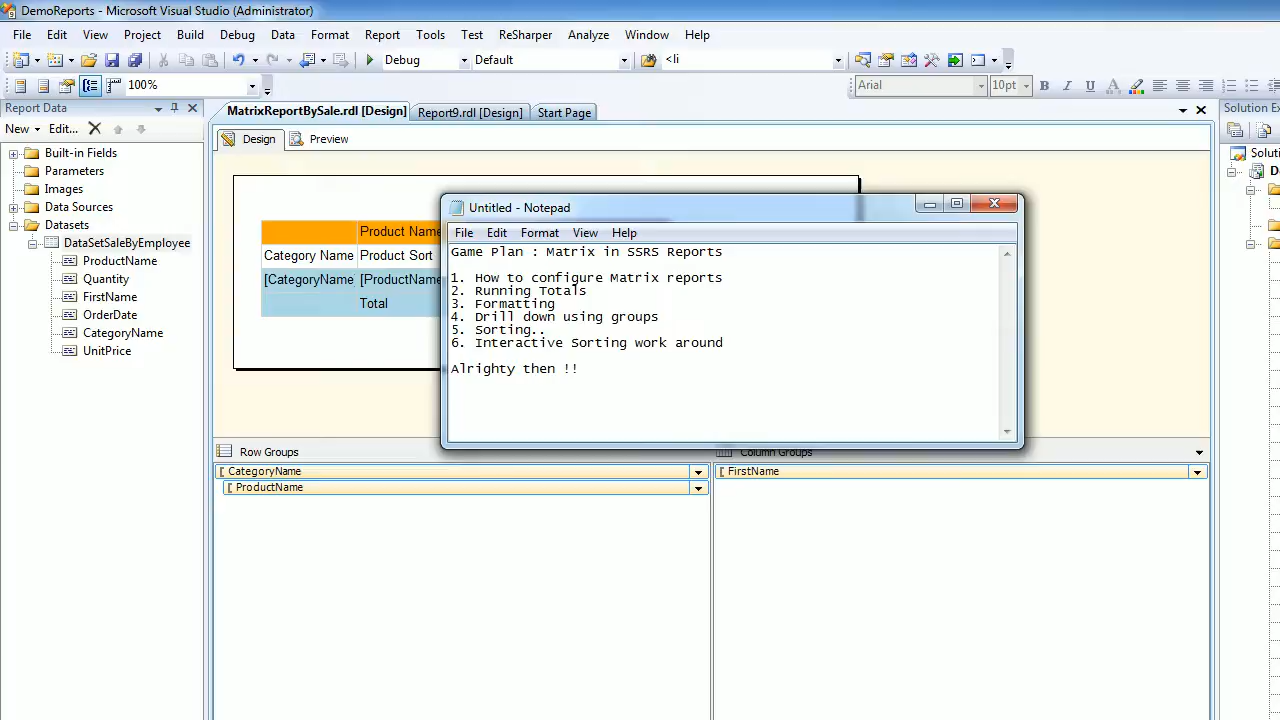 DemoReports - Microsoft Visual Studio (Administrator)
File Edit View Project Build Debug Data Format Report Tools Test ReSharper Analyze Window Help
Debug Default <li
100% Arial 10pt B I U A
Report Data MatrixReportBySale.rdl [Design] Report9.rdl [Design] Start Page Solution Ex
New Edit...
Design Preview
Built-in Fields
Parameters
Images
Data Sources
Datasets
DataSetSaleByEmployee
ProductName
Quantity
FirstName
OrderDate
CategoryName
UnitPrice
Product Name
Category Name Product Sort
[CategoryName [ProductName
Total
Untitled - Notepad
File Edit Format View Help
Game Plan : Matrix in SSRS Reports
1. How to configure Matrix reports
2. Running Totals
3. Formatting
4. Drill down using groups
5. Sorting..
6. Interactive Sorting work around
Alrighty then !!
Row Groups Column Groups
[ CategoryName [ FirstName
[ ProductName